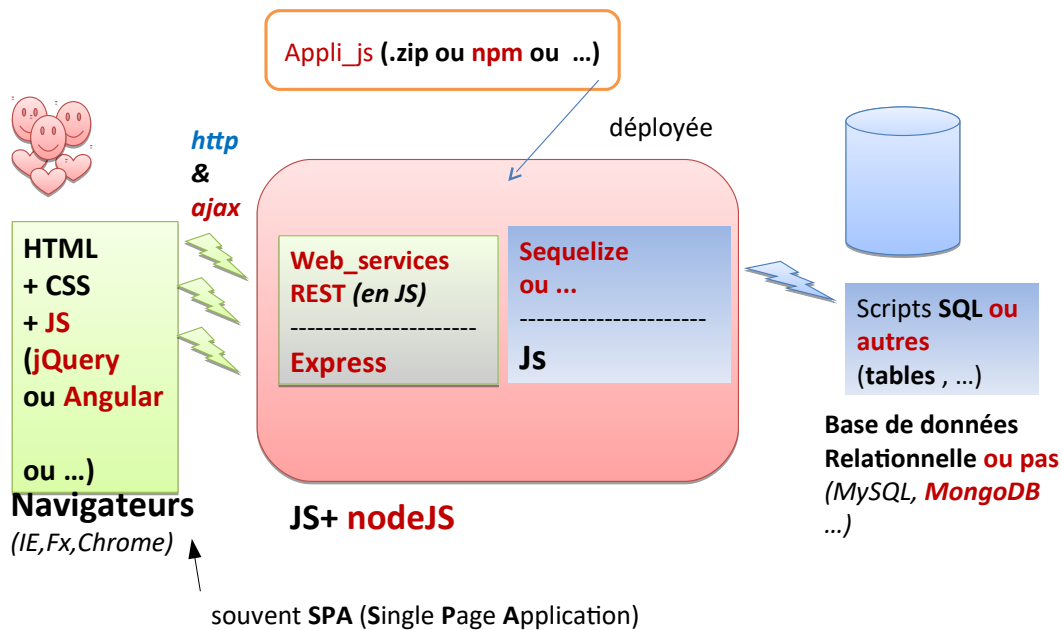 Appli_js (.zip ou npm ou ...)
déployée
http
&
ajax
HTML
+ CSS
+ JS
(jQuery
ou Angular
ou ...)
Navigateurs
(IE,Fx,Chrome)
Web_services
REST (en JS)
----------------------
Express
Sequelize
ou ...
----------------------
Js
JS+ nodeJS
Scripts SQL ou
autres
(tables , ...)
Base de données
Relationnelle ou pas
(MySQL, MongoDB
...)
souvent SPA (Single Page Application)